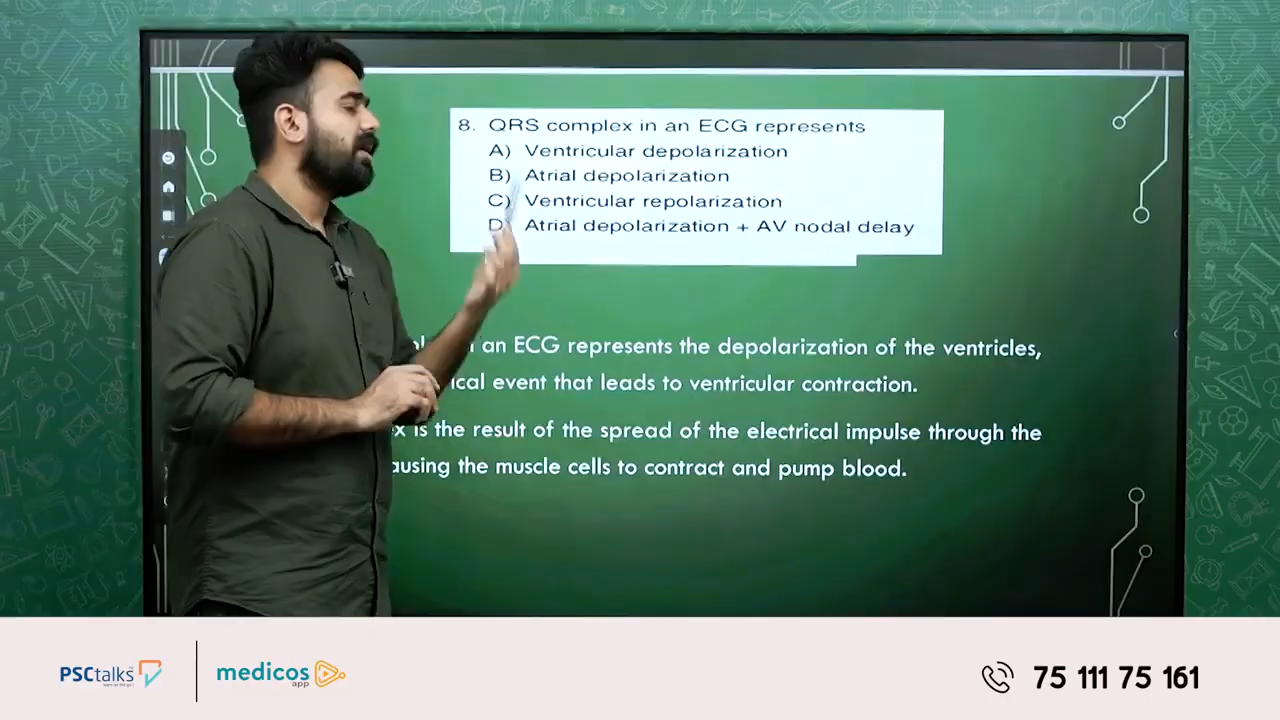 8. QRS complex in an ECG represents
A) Ventricular depolarization
B) Atrial depolarization
C) Ventricular repolarization
D) Atrial depolarization + AV nodal delay
an ECG represents the depolarization of the ventricles,
event that leads to ventricular contraction.
is the result of the spread of the electrical impulse through the
the muscle cells to contract and pump blood.
PSCtalks
medicos
app
75 111 75 161